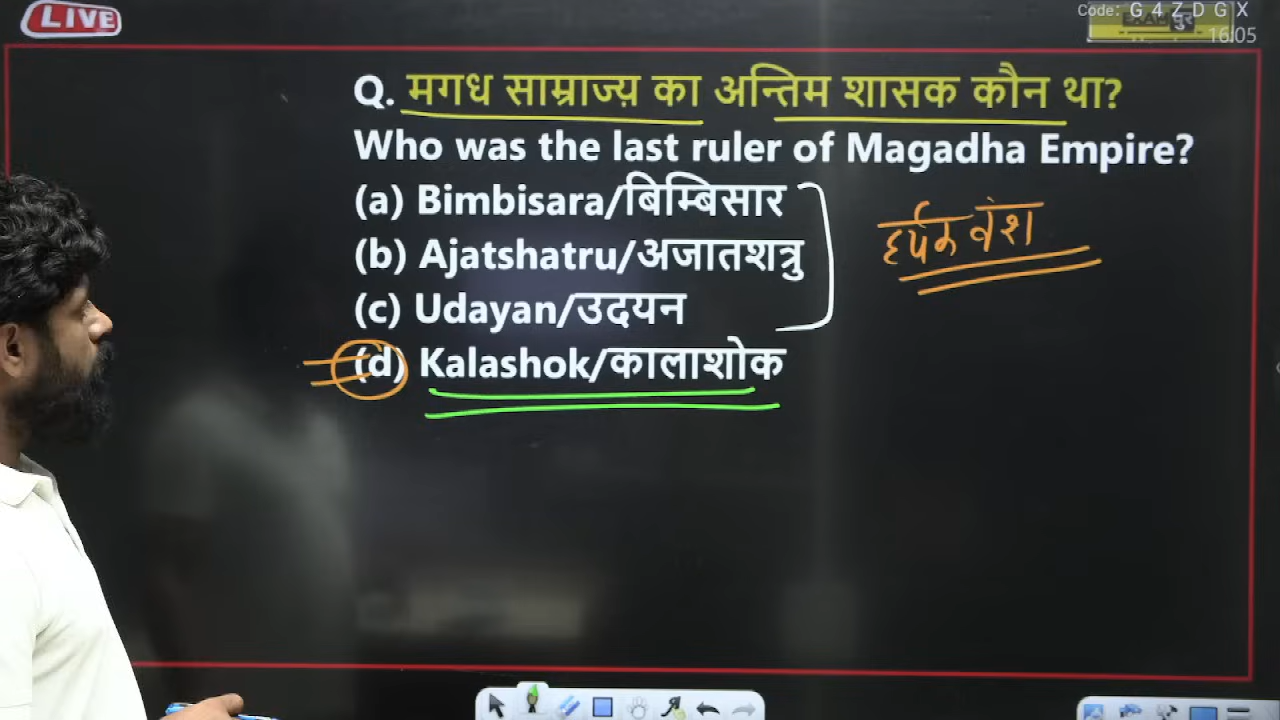 LIVE
Code: G 4 Z D G X
16:05
Q. मगध साम्राज्य़ का अन्तिम शासक कौन था?
Who was the last ruler of Magadha Empire?
(a) Bimbisara/बिम्बिसार
(b) Ajatshatru/अजातशत्रु
(c) Udayan/उदयन
(d) Kalashok/कालाशोक
हर्यक वंश